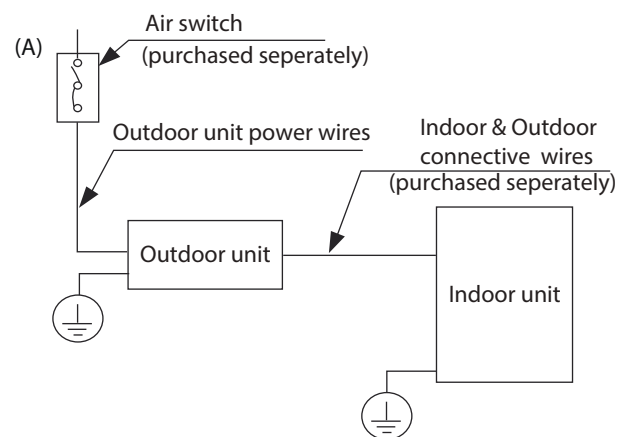 (A)
Air switch
(purchased seperately)
Outdoor unit power wires
Indoor & Outdoor
connective wires
(purchased seperately)
Outdoor unit
Indoor unit